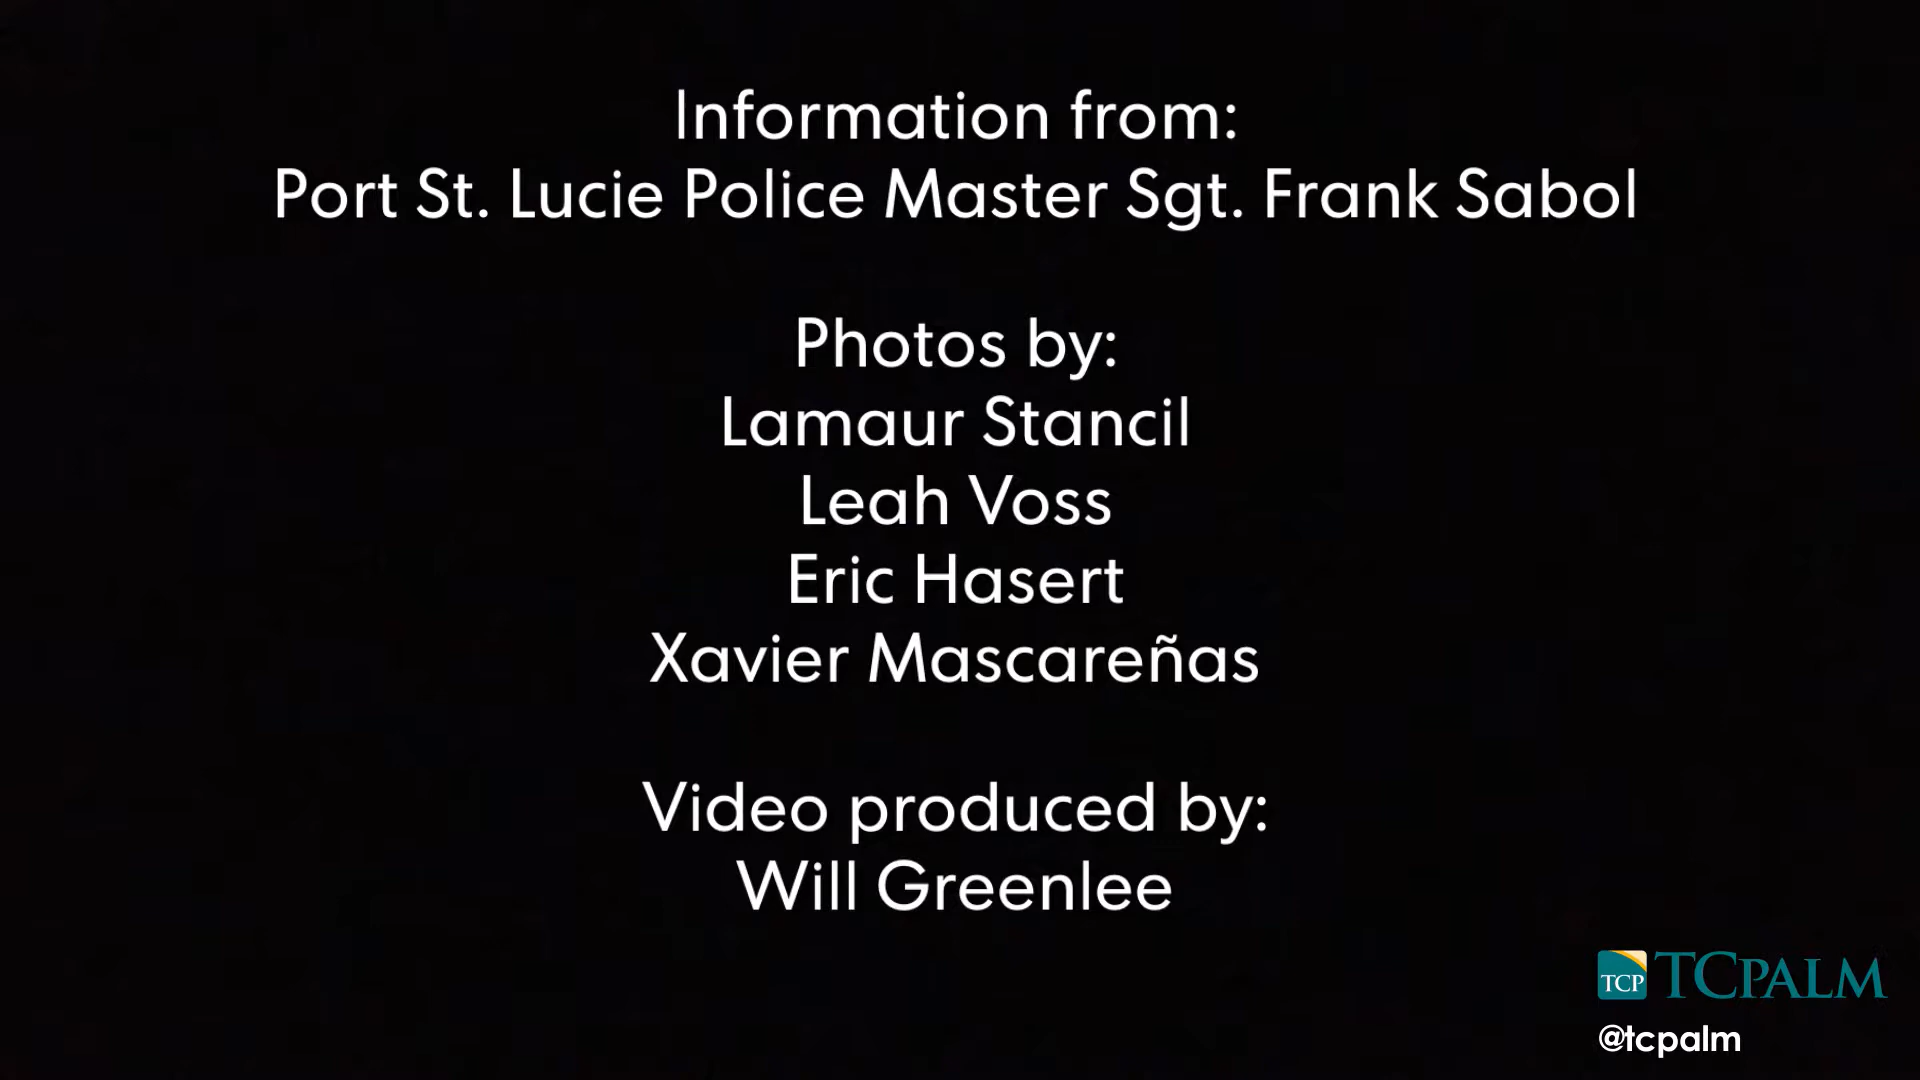 Information from:
Port St. Lucie Police Master Sgt. Frank Sabol
Photos by:
Lamaur Stancil
Leah Voss
Eric Hasert
Xavier Mascareñas
Video produced by:
Will Greenlee
TCP TCPALM
@tcpalm